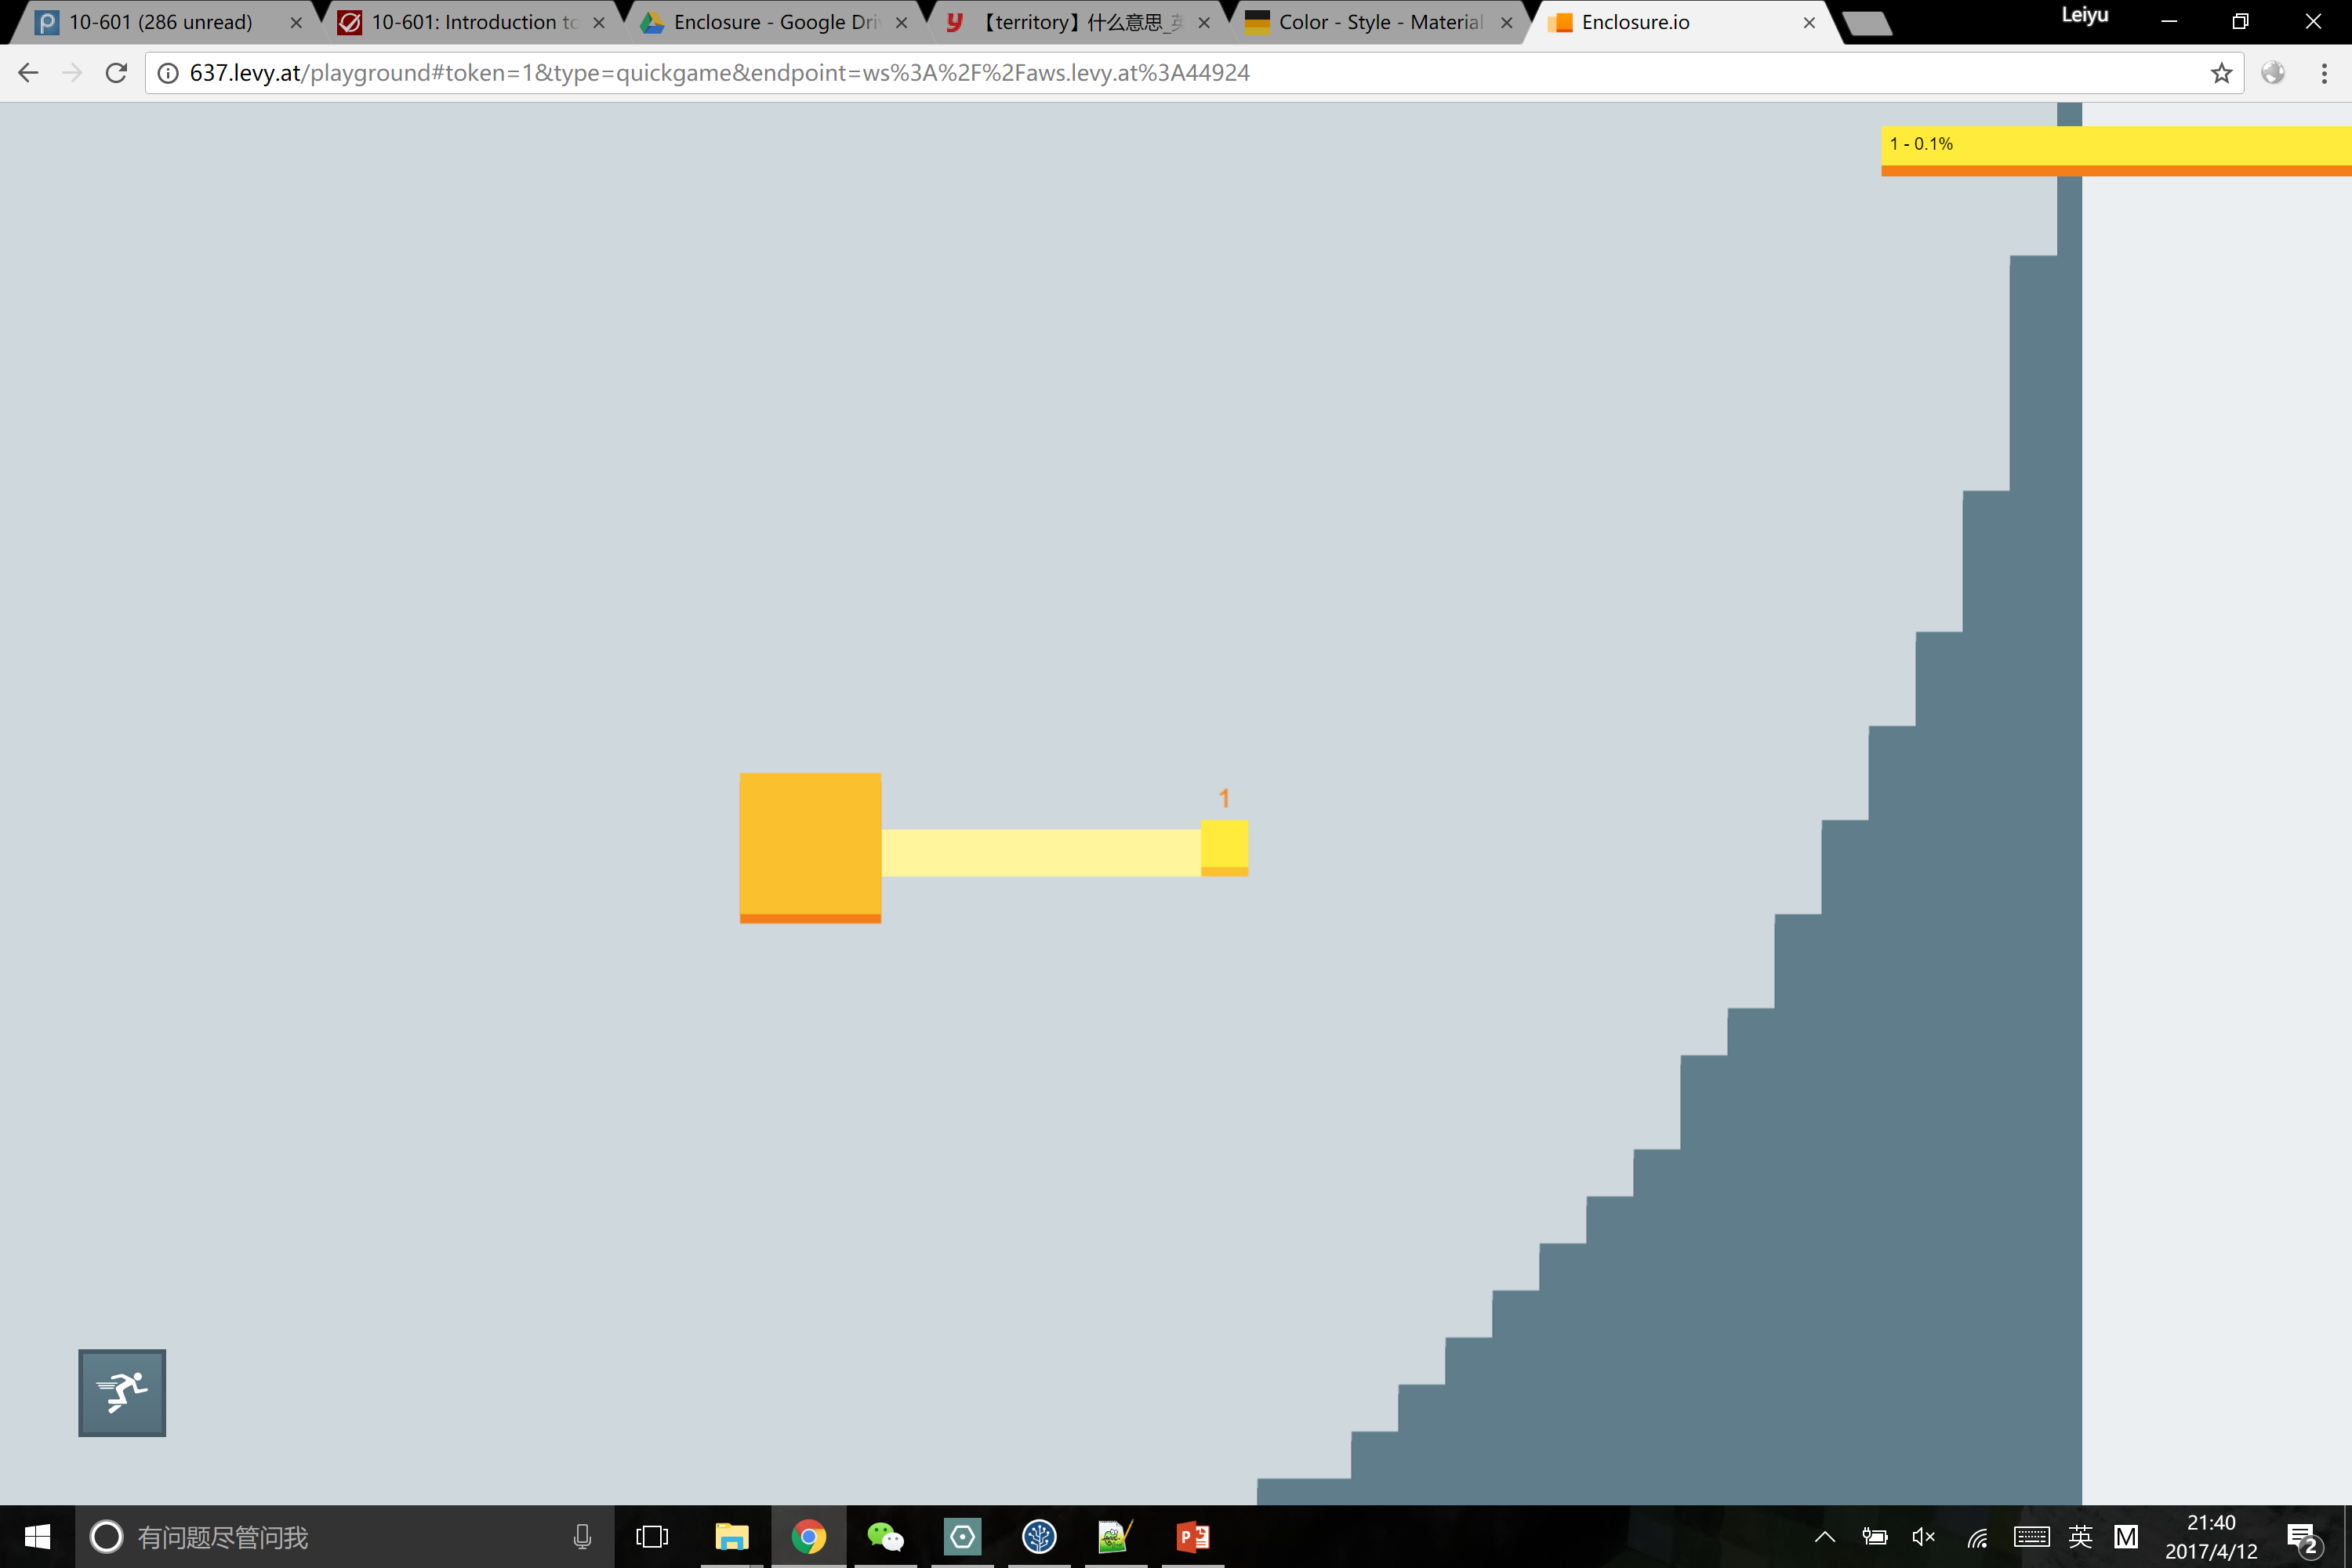 10-601 (286 unread)
10-601: Introduction to
Enclosure - Google Dri
【territory】什么意思_英
Color - Style - Material
Enclosure.io
Leiyu
637.levy.at/playground#token=1&type=quickgame&endpoint=ws%3A%2F%2Faws.levy.at%3A44924
1 - 0.1%
1
有问题尽管问我
英
M
21:40
2017/4/12
2